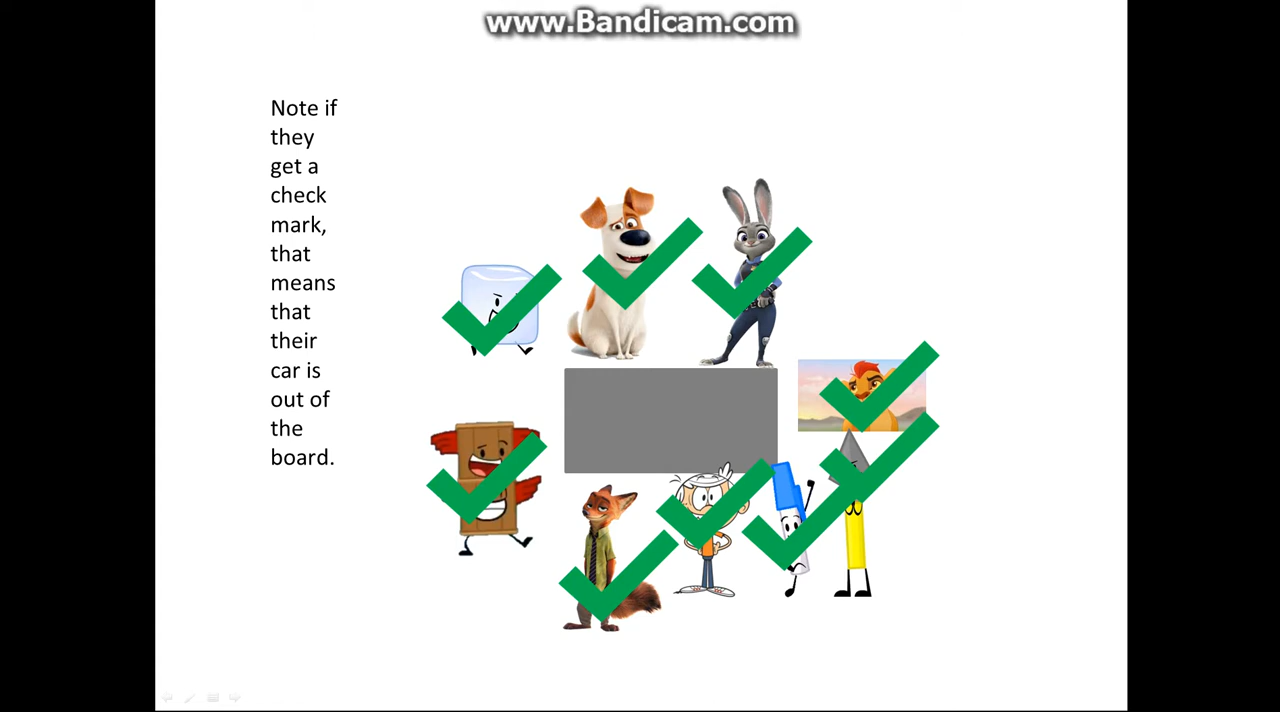 www.Bandicam.com
Note if
they
get a
check
mark,
that
means
that
their
car is
out of
the
board.